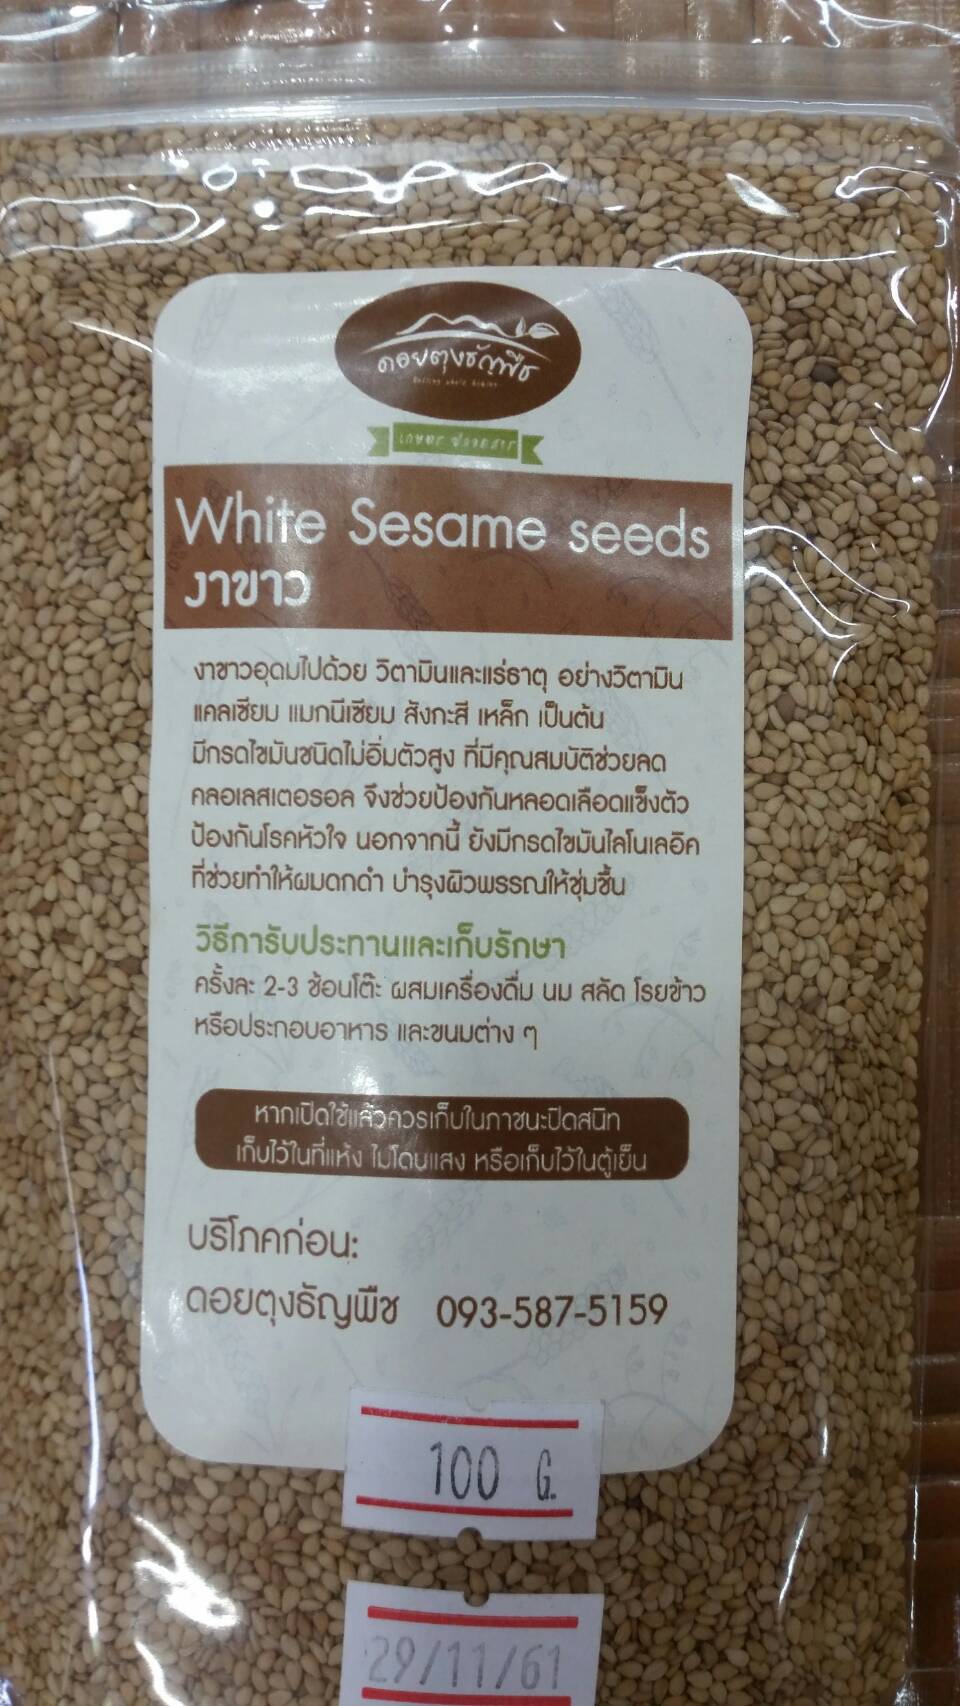 ดอยตุงธัญพืช
เกษตร ปลอดสาร
White Sesame seeds
งาขาว
งาขาวอุดมไปด้วย วิตามินและแร่ธาตุ อย่างวิตามิน
แคลเซียม แมกนีเซียม สังกะสี เหล็ก เป็นต้น
มีกรดไขมันชนิดไม่อิ่มตัวสูง ที่มีคุณสมบัติช่วยลด
คลอเลสเตอรอล จึงช่วยป้องกันหลอดเลือดแข็งตัว
ป้องกันโรคหัวใจ นอกจากนี้ ยังมีกรดไขมันไลโนเลอิค
ที่ช่วยทำให้ผมดกดำ บำรุงผิวพรรณให้ชุ่มชื้น
วิธีการับประทานและเก็บรักษา
ครั้งละ 2-3 ช้อนโต๊ะ ผสมเครื่องดื่ม นม สลัด โรยข้าว
หรือประกอบอาหาร และขนมต่าง ๆ
หากเปิดใช้แล้วควรเก็บในภาชนะปิดสนิท
เก็บไว้ในที่แห้ง ไม่โดนแสง หรือเก็บไว้ในตู้เย็น
บริโภคก่อน:
ดอยตุงธัญพืช 093-587-5159
100 G.
29/11/61